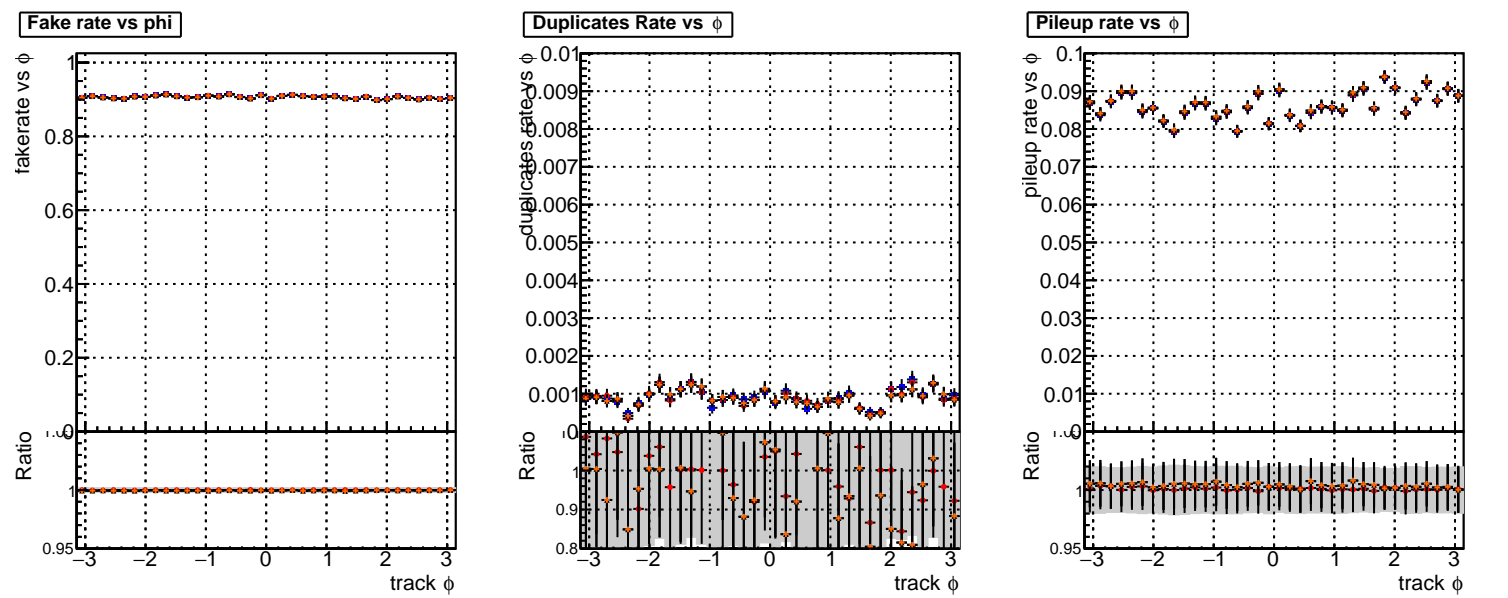 Fake rate vs phi
fakerate vs ϕ
1
0.8
0.6
0.4
0.2
0
Ratio
1
0.95
−3 −2 −1 0 1 2 3
track ϕ
Duplicates Rate vs ϕ
duplicates rate vs ϕ
0.01
0.009
0.008
0.007
0.006
0.005
0.004
0.003
0.002
0.001
0
Ratio
1
0.9
0.8
−3 −2 −1 0 1 2 3
track ϕ
Pileup rate vs ϕ
pileup rate vs ϕ
0.1
0.09
0.08
0.07
0.06
0.05
0.04
0.03
0.02
0.01
0
Ratio
1
0.95
−3 −2 −1 0 1 2 3
track ϕ